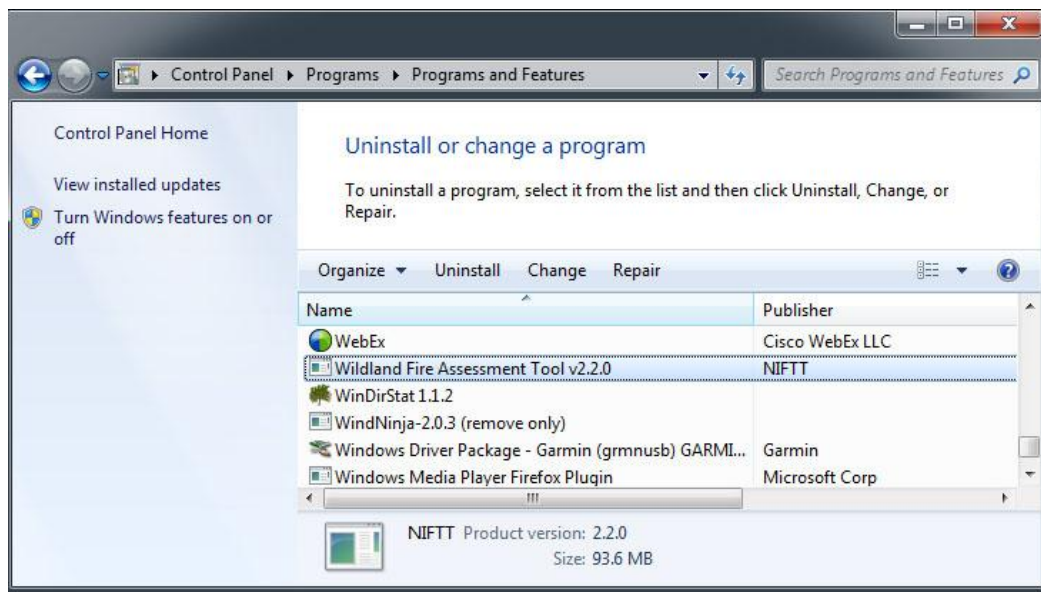 Control Panel Programs Programs and Features Search Programs and Features
Control Panel Home
View installed updates
Turn Windows features on or
off
Uninstall or change a program
To uninstall a program, select it from the list and then click Uninstall, Change, or
Repair.
Organize Uninstall Change Repair
Name Publisher
WebEx Cisco WebEx LLC
Wildland Fire Assessment Tool v2.2.0 NIFTT
WinDirStat 1.1.2
WindNinja-2.0.3 (remove only)
Windows Driver Package - Garmin (grmnusb) GARMI... Garmin
Windows Media Player Firefox Plugin Microsoft Corp
NIFTT Product version: 2.2.0
Size: 93.6 MB